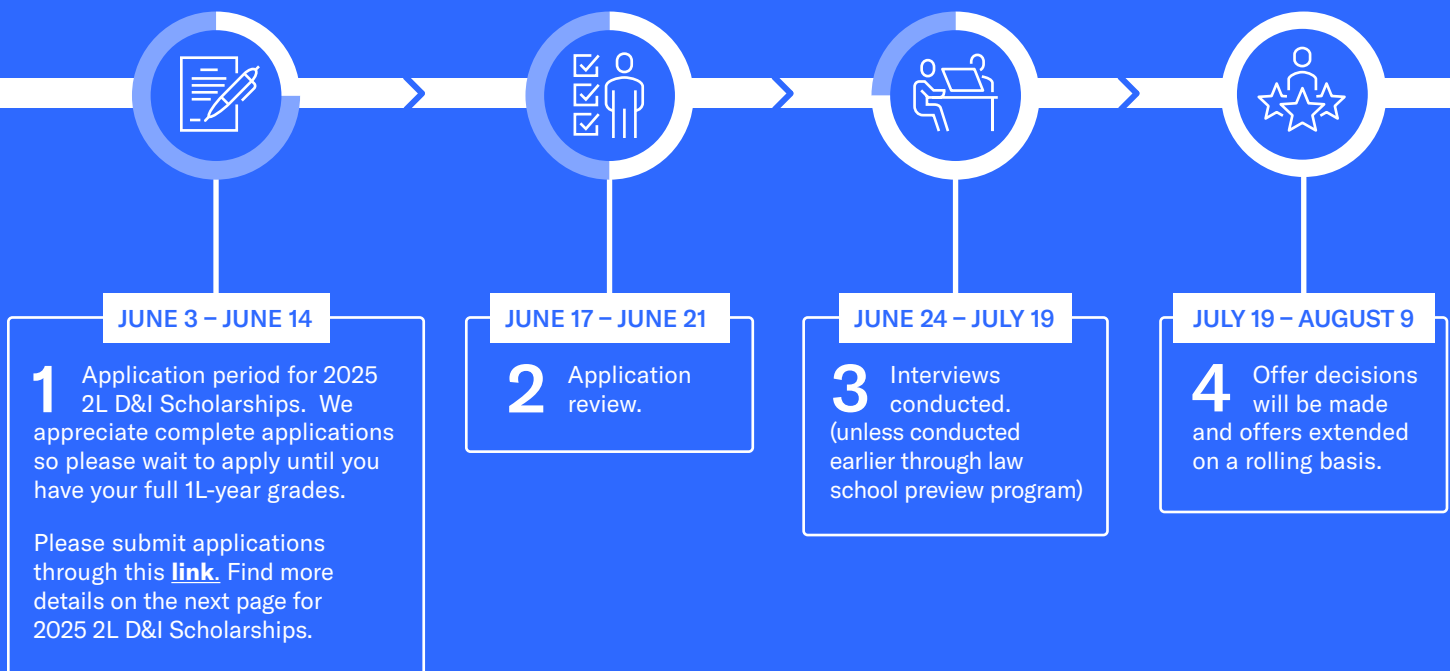 JUNE 3 – JUNE 14
1 Application period for 2025
2L D&I Scholarships. We
appreciate complete applications
so please wait to apply until you
have your full 1L-year grades.
Please submit applications
through this link. Find more
details on the next page for
2025 2L D&I Scholarships.
JUNE 17 – JUNE 21
2 Application
review.
JUNE 24 – JULY 19
3 Interviews
conducted.
(unless conducted
earlier through law
school preview program)
JULY 19 – AUGUST 9
4 Offer decisions
will be made
and offers extended
on a rolling basis.